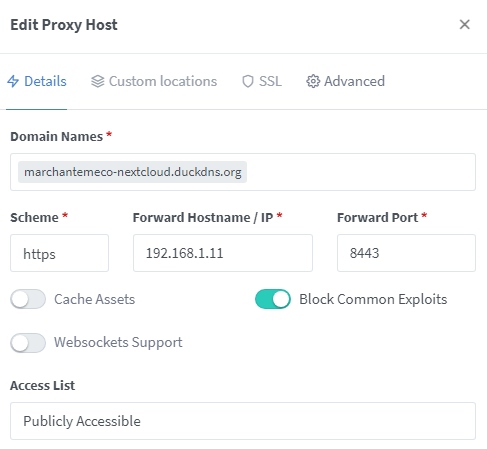 Edit Proxy Host
Details Custom locations SSL Advanced
Domain Names *
marchantemeco-nextcloud.duckdns.org
Scheme * Forward Hostname / IP * Forward Port *
https 192.168.1.11 8443
Cache Assets Block Common Exploits
Websockets Support
Access List
Publicly Accessible